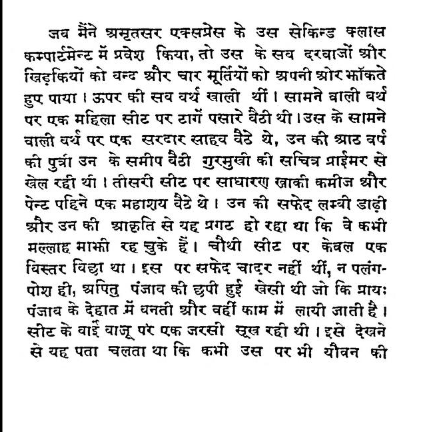 जब मैंने अमृतसर एक्सप्रेस के उस सेकिन्ड क्लास
कम्पार्टमेन्ट में प्रवेश किया, तो उस के सब दरवाजों और
खिड़कियों को बन्द और चार मूर्तियों को अपनी ओर झाँकते
हुए पाया । ऊपर की सब वर्थ खाली थीं । सामने वाली वर्थ
पर एक महिला सीट पर टागें पसारे बैठी थी । उस के सामने
वाली वर्थ पर एक सरदार साहब बैठे थे, उन की आठ वर्ष
की पुत्री उन के समीप बैठी गुरमुखी की सचित्र प्राईमर से
खेल रही थी । तीसरी सीट पर साधारण खाकी कमीज और
पेन्ट पहिने एक महाशय बैठे थे । उन की सफेद लम्बी डाढ़ी
और उन की आकृति से यह प्रगट हो रहा था कि वे कभी
मल्लाह माझी रह चुके हैं । चौथी सीट पर केवल एक
बिस्तर बिछा था । इस पर सफेद चादर नहीं थीं, न पलंग-
पोश ही, अपितु पंजाब की छपी हुई खेसी थी जो कि प्रायः
पंजाब के देहात में बनती और वहीं काम में लायी जाती है ।
सीट के बाईं बाजू पर एक जरसी सूख रही थी । इसे देखने
से यह पता चलता था कि कभी उस पर भी यौवन की